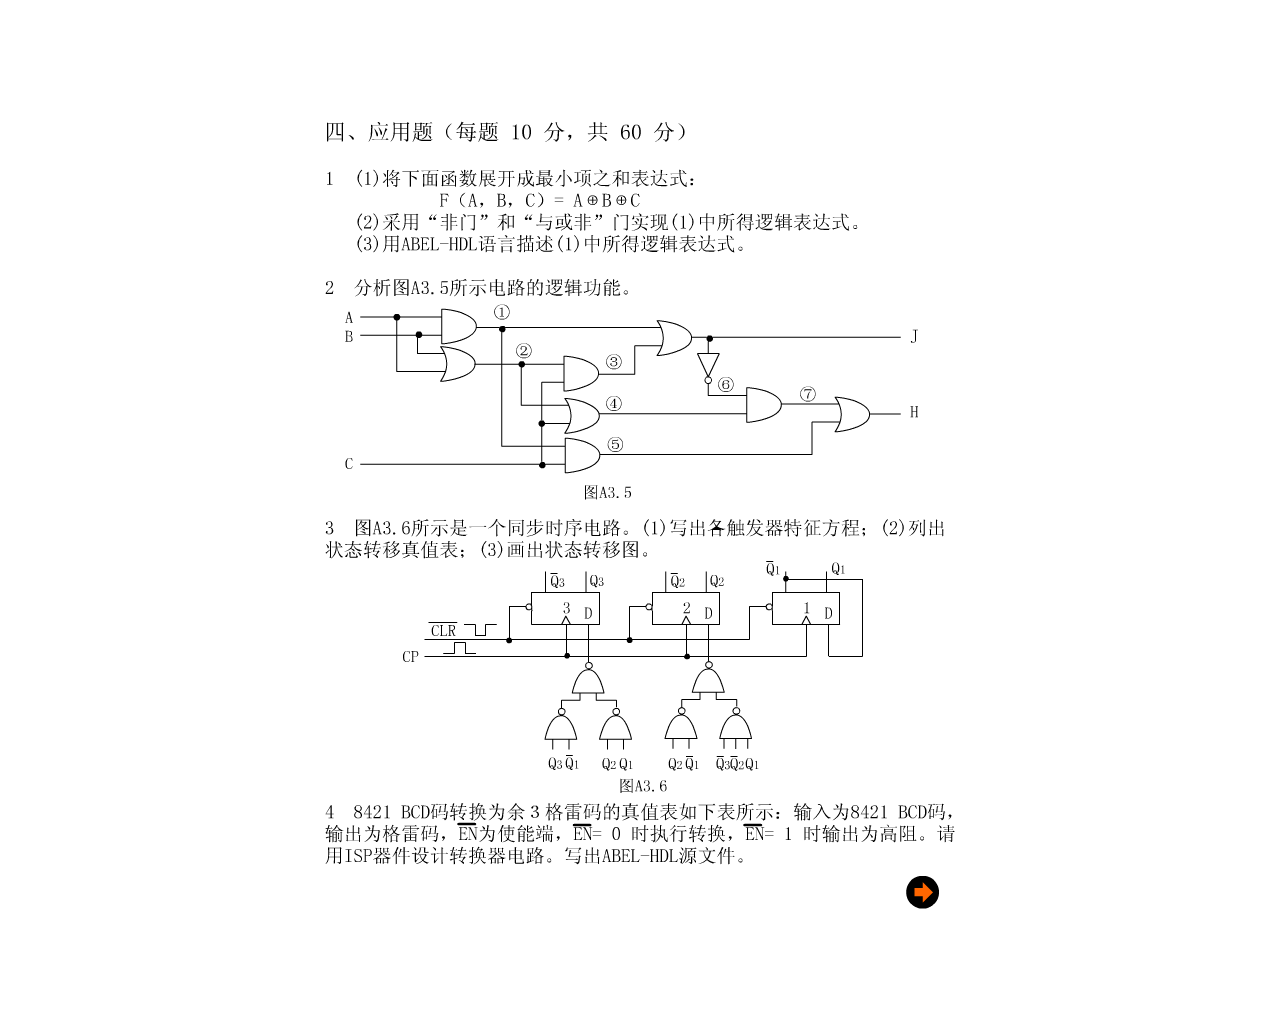 四、应用题（每题 10 分，共 60 分）
1 (1)将下面函数展开成最小项之和表达式：
F（A，B，C）= A⊕B⊕C
(2)采用“非门”和“与或非”门实现(1)中所得逻辑表达式。
(3)用ABEL-HDL语言描述(1)中所得逻辑表达式。
2 分析图A3.5所示电路的逻辑功能。
A
B
C
①
②
③
④
⑤
⑥
⑦
J
H
图A3.5
3 图A3.6所示是一个同步时序电路。(1)写出各触发器特征方程；(2)列出
状态转移真值表；(3)画出状态转移图。
Q̅3 Q3 Q̅2 Q2 Q̅1 Q1
3 D 2 D 1 D
C̅L̅R̅
CP
Q3 Q̅1 Q2 Q1 Q2 Q̅1 Q̅3Q̅2Q1
图A3.6
4 8421 BCD码转换为余３格雷码的真值表如下表所示：输入为8421 BCD码，
输出为格雷码，E̅N̅为使能端，E̅N̅= 0 时执行转换，E̅N̅= 1 时输出为高阻。请
用ISP器件设计转换器电路。写出ABEL-HDL源文件。